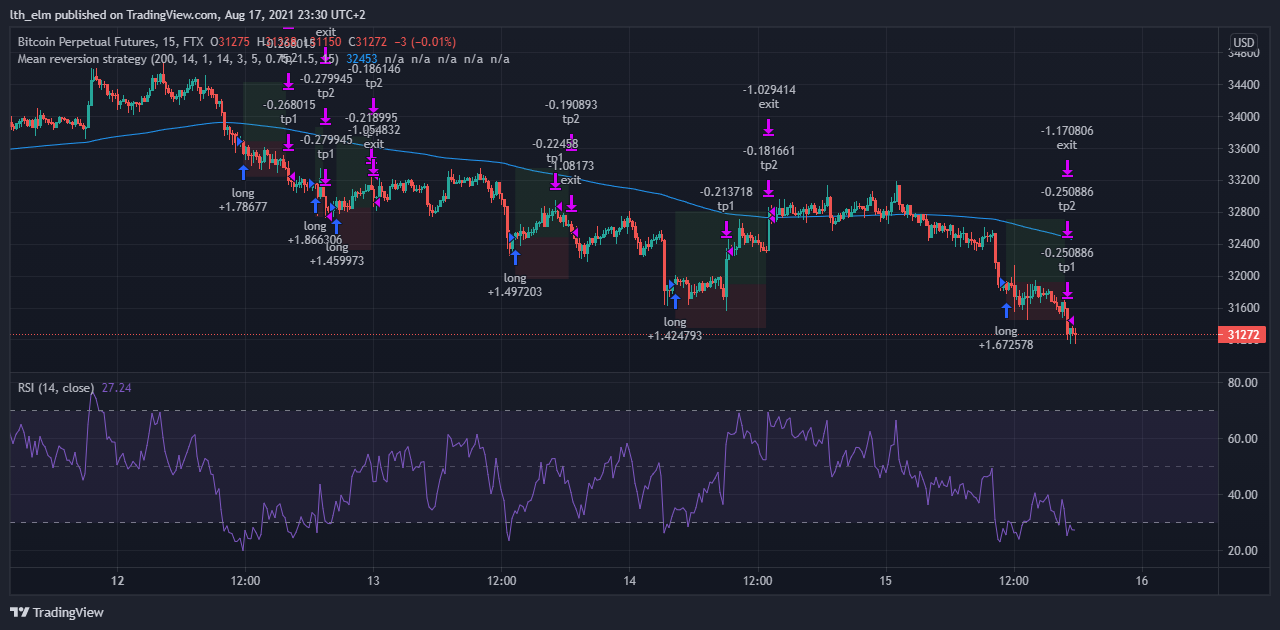 lth_elm published on TradingView.com, Aug 17, 2021 23:30 UTC+2
Bitcoin Perpetual Futures, 15, FTX O31275 C31272 −3 (−0.01%)
Mean reversion strategy (200, 14, 1, 14, 3, 5, 32453 n/a n/a n/a n/a n/a
USD
exit
-0.268015
tp2
-0.186146
tp2
-0.279945
tp2
-0.268015
tp1
-0.218995
-1.054832
exit
-0.279945
tp1
long
+1.78677
long
+1.866306
long
+1.459973
-0.190893
tp2
-0.22458
tp1
-1.08173
exit
long
+1.497203
-1.029414
exit
-0.181661
tp2
-0.213718
tp1
long
+1.424793
-1.170806
exit
-0.250886
tp2
-0.250886
tp1
long
+1.672578
34800
34400
34000
33600
33200
32800
32400
32000
31600
31272
RSI (14, close) 27.24
80.00
60.00
40.00
20.00
12 12:00 13 12:00 14 12:00 15 12:00 16
TradingView